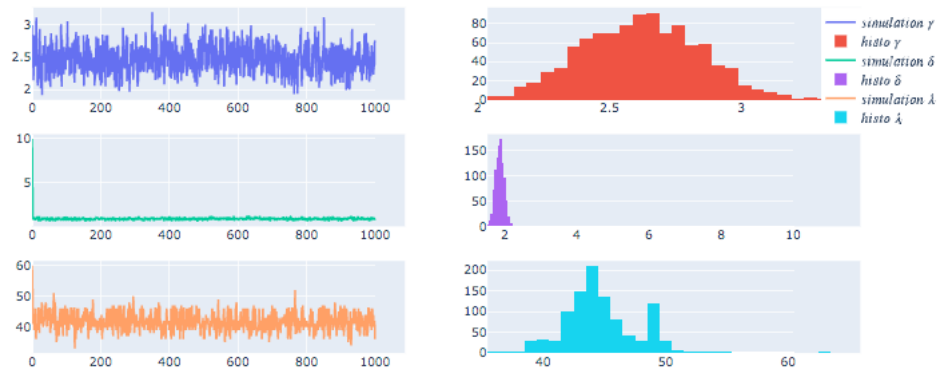 3
2.5
2
0 200 400 600 800 1000
80
60
40
20
0
2 2.5 3
simulation γ
histo γ
simulation δ
histo δ
simulation λ
histo λ
10
5
0 200 400 600 800 1000
150
100
50
0
2 4 6 8 10
60
50
40
0 200 400 600 800 1000
200
150
100
50
0
40 50 60